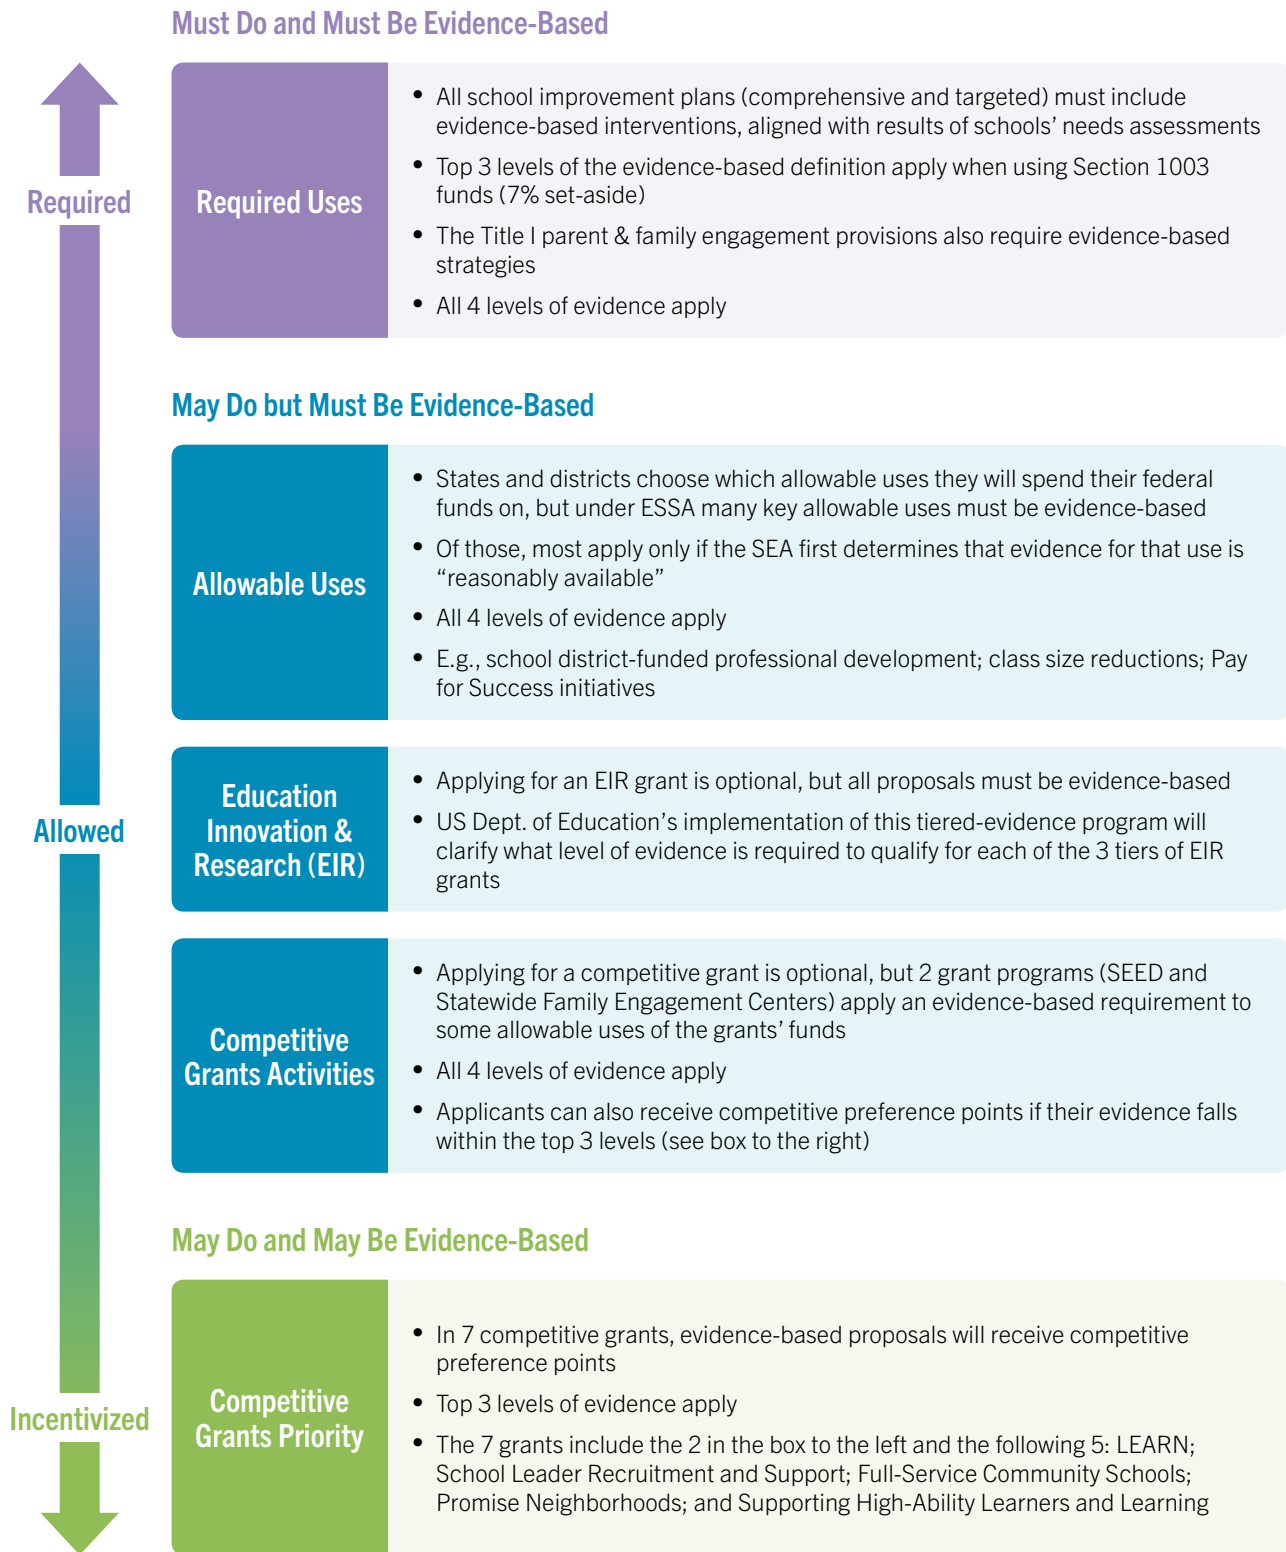 Must Do and Must Be Evidence-Based
Required
Required Uses
• All school improvement plans (comprehensive and targeted) must include
evidence-based interventions, aligned with results of schools’ needs assessments
• Top 3 levels of the evidence-based definition apply when using Section 1003
funds (7% set-aside)
• The Title I parent & family engagement provisions also require evidence-based
strategies
• All 4 levels of evidence apply
May Do but Must Be Evidence-Based
Allowable Uses
• States and districts choose which allowable uses they will spend their federal
funds on, but under ESSA many key allowable uses must be evidence-based
• Of those, most apply only if the SEA first determines that evidence for that use is
“reasonably available”
• All 4 levels of evidence apply
• E.g., school district-funded professional development; class size reductions; Pay
for Success initiatives
Allowed
Education
Innovation &
Research (EIR)
• Applying for an EIR grant is optional, but all proposals must be evidence-based
• US Dept. of Education’s implementation of this tiered-evidence program will
clarify what level of evidence is required to qualify for each of the 3 tiers of EIR
grants
Competitive
Grants Activities
• Applying for a competitive grant is optional, but 2 grant programs (SEED and
Statewide Family Engagement Centers) apply an evidence-based requirement to
some allowable uses of the grants’ funds
• All 4 levels of evidence apply
• Applicants can also receive competitive preference points if their evidence falls
within the top 3 levels (see box to the right)
May Do and May Be Evidence-Based
Incentivized
Competitive
Grants Priority
• In 7 competitive grants, evidence-based proposals will receive competitive
preference points
• Top 3 levels of evidence apply
• The 7 grants include the 2 in the box to the left and the following 5: LEARN;
School Leader Recruitment and Support; Full-Service Community Schools;
Promise Neighborhoods; and Supporting High-Ability Learners and Learning